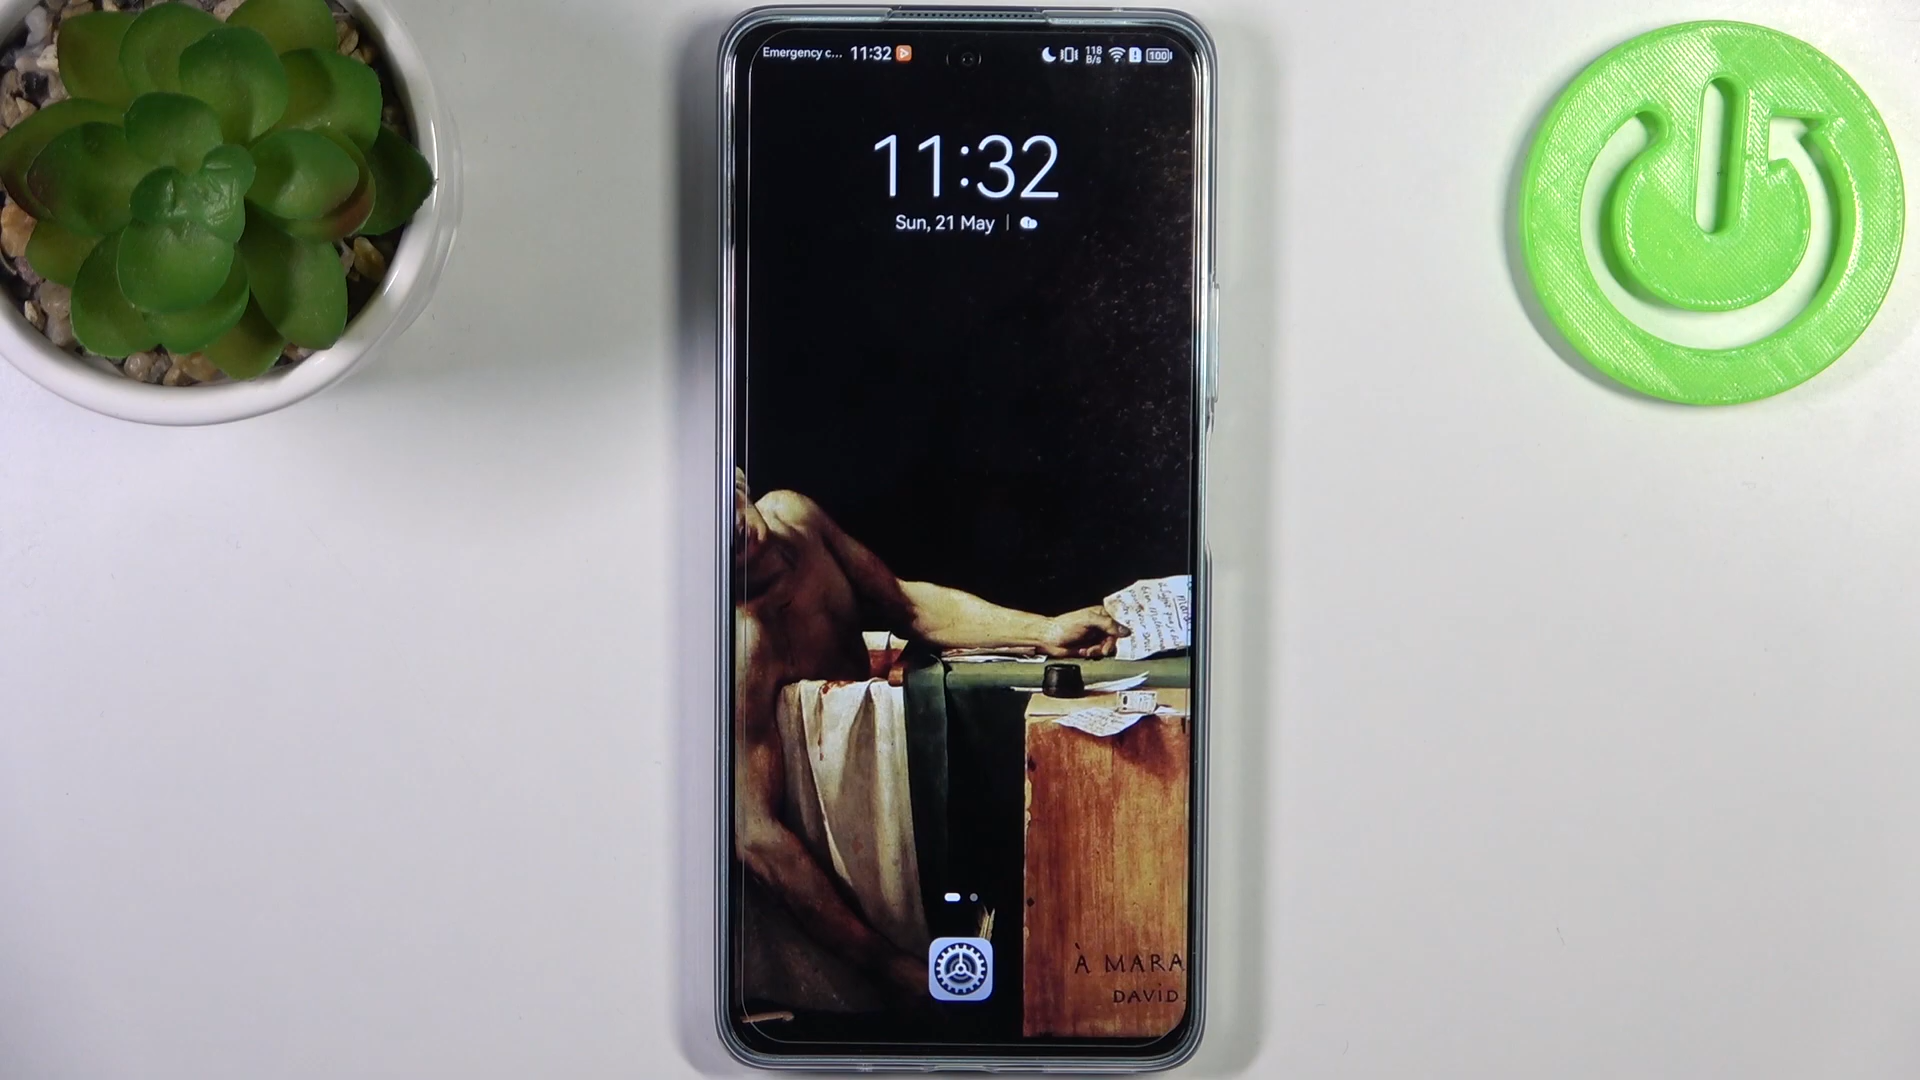 Emergency c... 11:32
118
B/s
100
11:32
Sun, 21 May
À MARA
DAVID.